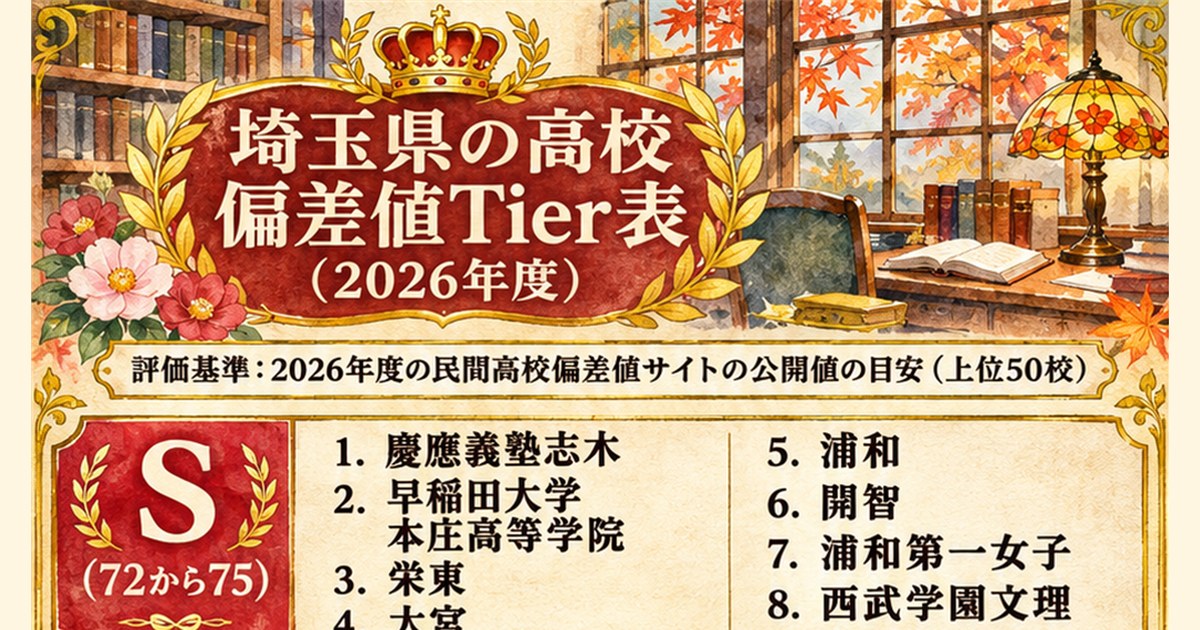 埼玉県の高校
偏差値Tier表
(2026年度)
評価基準:2026年度の民間高校偏差値サイトの公開値の目安(上位50校)
S
(72から75)
1. 慶應義塾志木
2. 早稲田大学
本庄高等学院
3. 栄東
4. 大宮
5. 浦和
6. 開智
7. 浦和第一女子
8. 西武学園文理